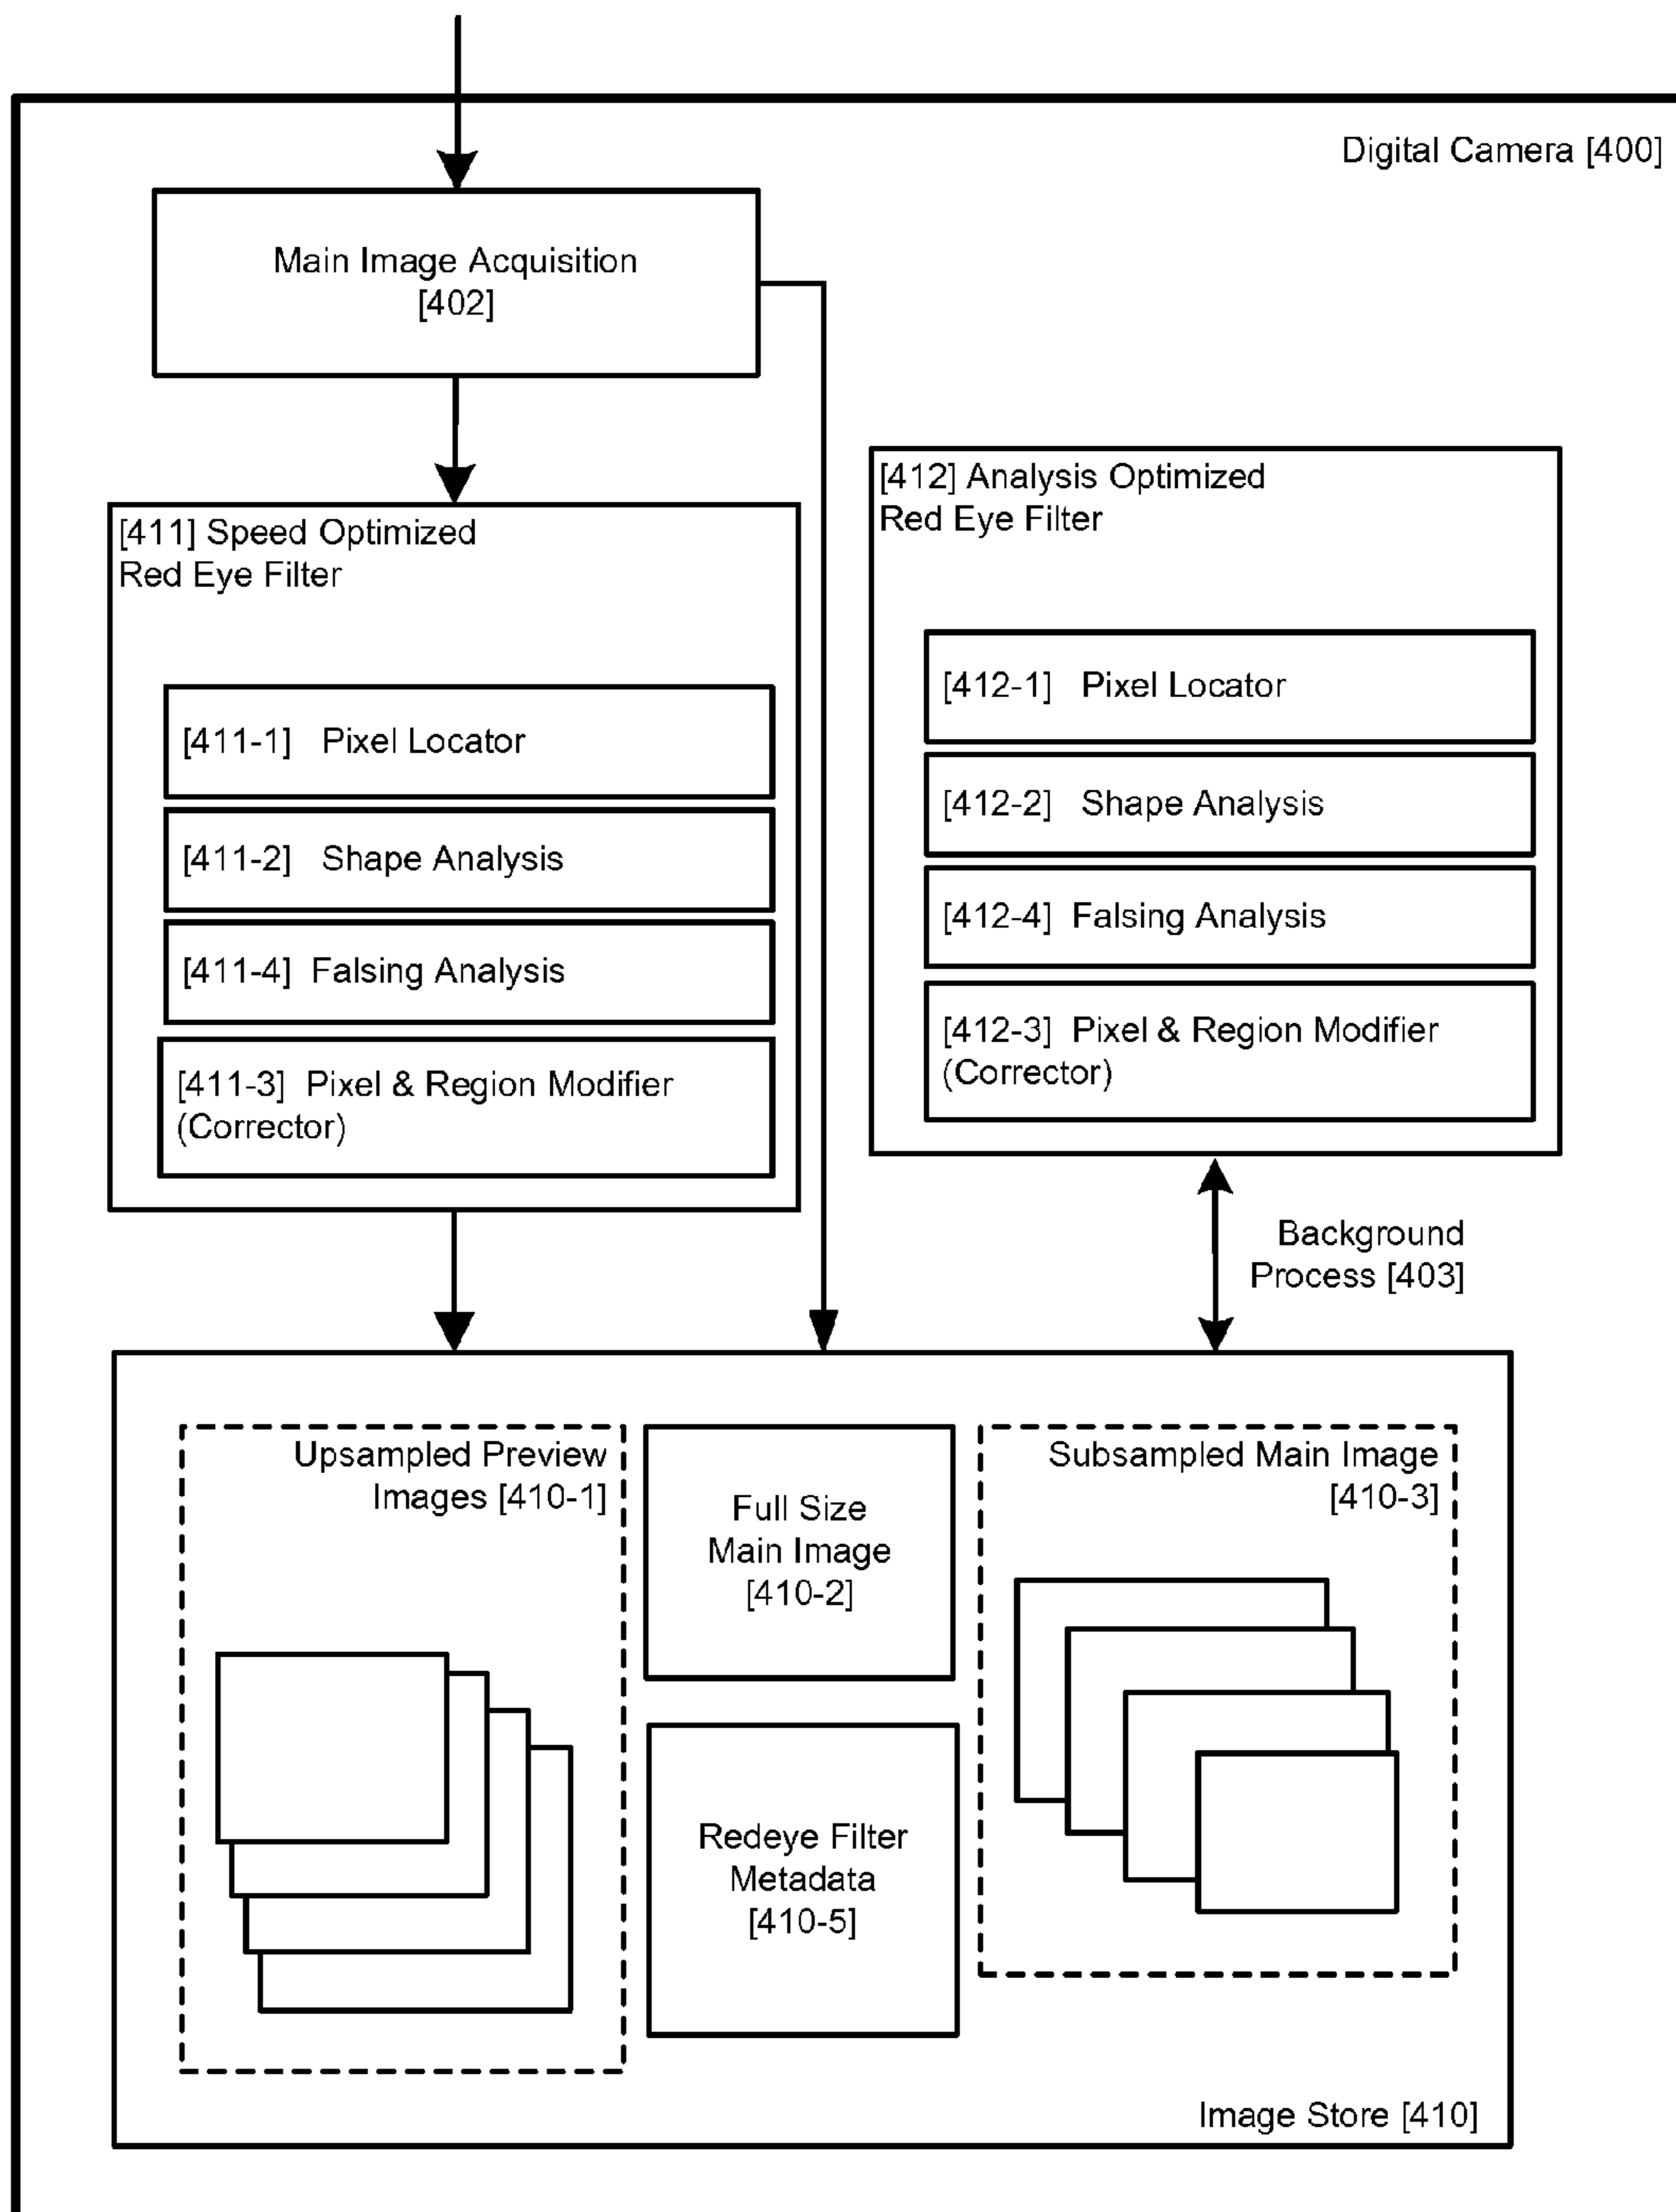 Digital Camera [400]
Main Image Acquisition
[402]
[411] Speed Optimized
Red Eye Filter
[411-1] Pixel Locator
[411-2] Shape Analysis
[411-4] Falsing Analysis
[411-3] Pixel & Region Modifier
(Corrector)
[412] Analysis Optimized
Red Eye Filter
[412-1] Pixel Locator
[412-2] Shape Analysis
[412-4] Falsing Analysis
[412-3] Pixel & Region Modifier
(Corrector)
Background
Process [403]
Upsampled Preview
Images [410-1]
Full Size
Main Image
[410-2]
Subsampled Main Image
[410-3]
Redeye Filter
Metadata
[410-5]
Image Store [410]